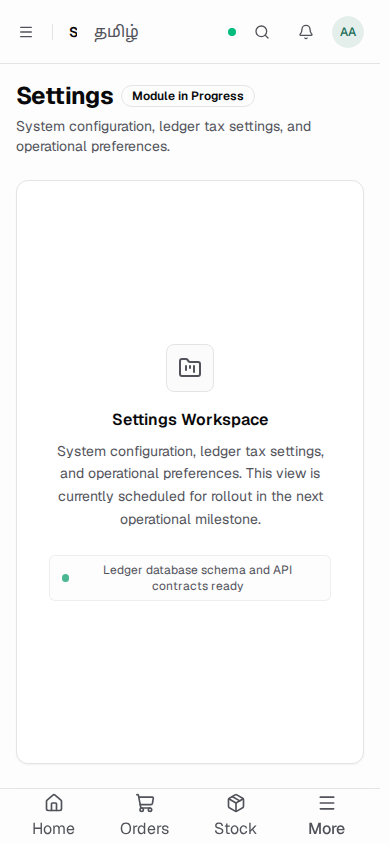 S தமிழ் AA
Settings Module in Progress
System configuration, ledger tax settings, and
operational preferences.
Settings Workspace
System configuration, ledger tax settings,
and operational preferences. This view is
currently scheduled for rollout in the next
operational milestone.
Ledger database schema and API
contracts ready
Home Orders Stock More